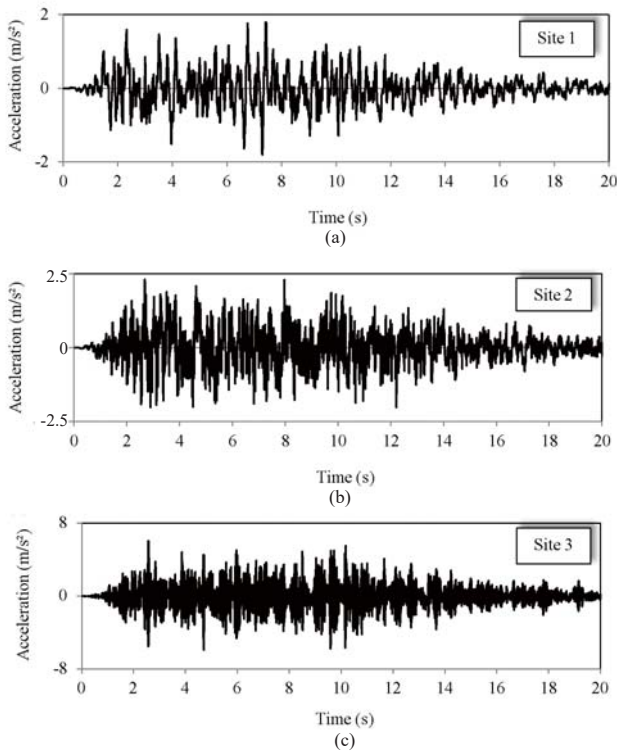 2
Site 1
Acceleration (m/s²)
0
-2
0 2 4 6 8 10 12 14 16 18 20
Time (s)
(a)
2.5
Site 2
Acceleration (m/s²)
0
-2.5
0 2 4 6 8 10 12 14 16 18 20
Time (s)
(b)
8
Site 3
Acceleration (m/s²)
0
-8
0 2 4 6 8 10 12 14 16 18 20
Time (s)
(c)